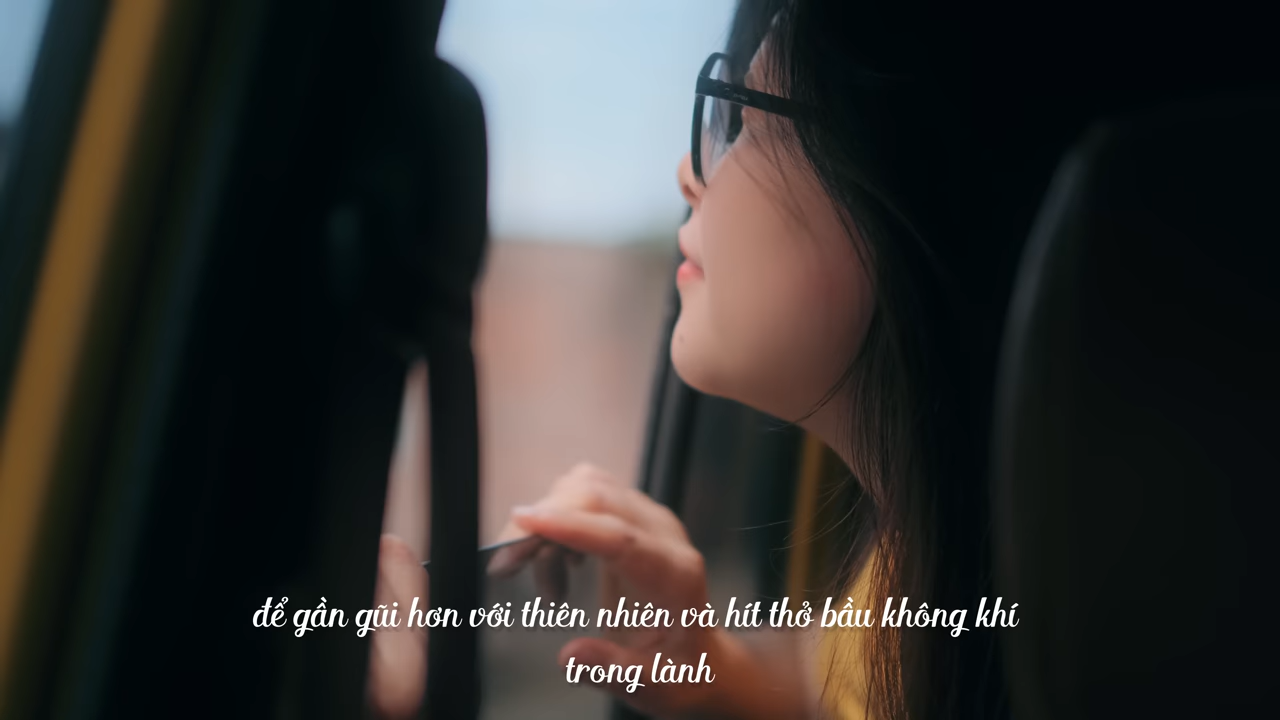 để gần gũi hơn với thiên nhiên và hít thở bầu không khí
trong lành